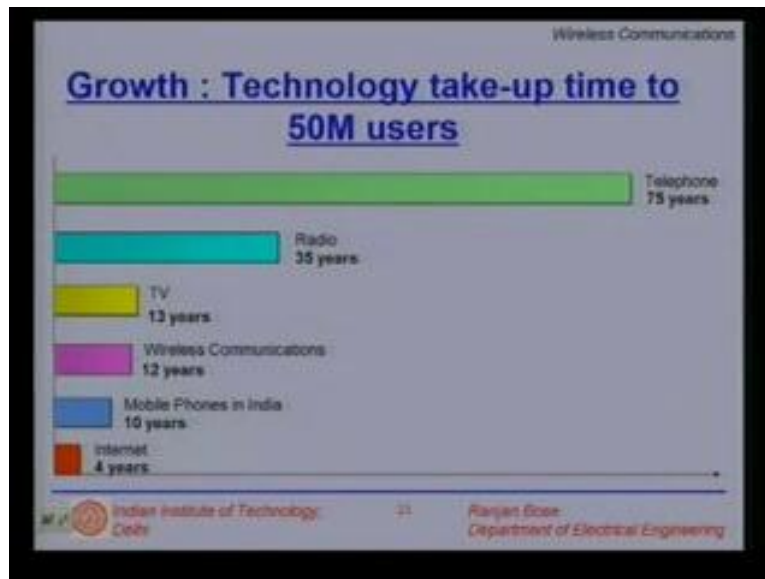 Wireless Communications
Growth : Technology take-up time to
50M users
Telephone
75 years
Radio
35 years
TV
13 years
Wireless Communications
12 years
Mobile Phones in India
10 years
Internet
4 years
Indian Institute of Technology,
Delhi
Ranjan Bose
Department of Electrical Engineering